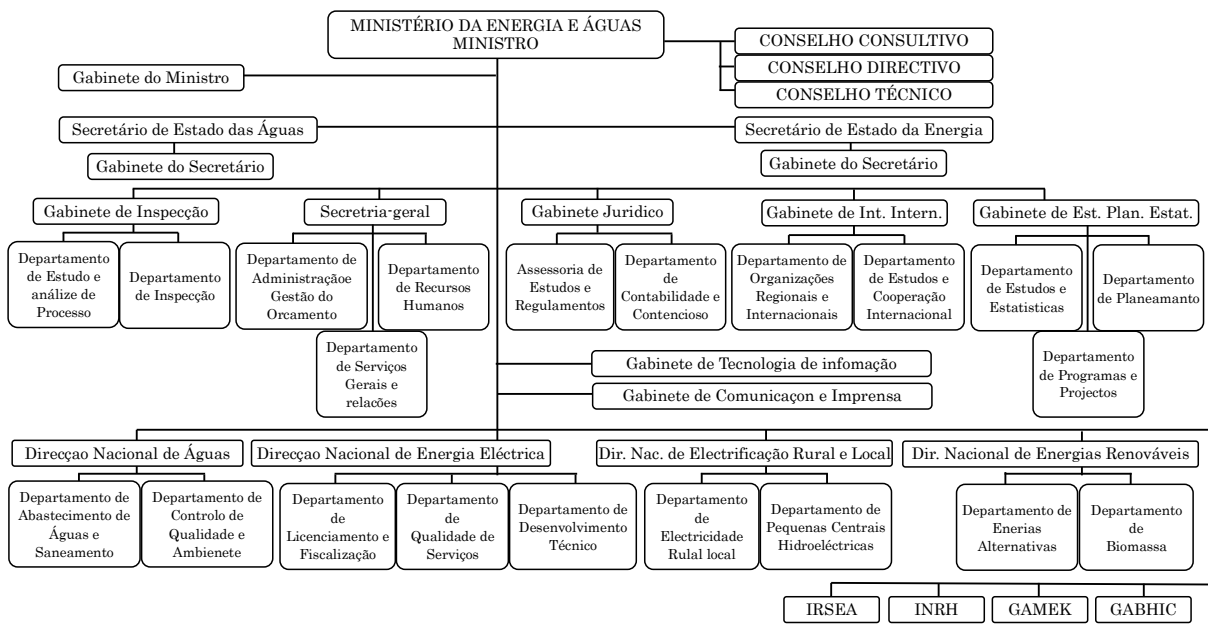 MINISTÉRIO DA ENERGIA E ÁGUAS
MINISTRO
CONSELHO CONSULTIVO
CONSELHO DIRECTIVO
CONSELHO TÉCNICO
Gabinete do Ministro
Secretário de Estado das Águas
Secretário de Estado da Energia
Gabinete do Secretário
Gabinete do Secretário
Gabinete de Inspecção
Secretria-geral
Gabinete Juridico
Gabinete de Int. Intern.
Gabinete de Est. Plan. Estat.
Departamento
de Estudo e
análize de
Processo
Departamento
de Inspecção
Departamento de
Administraçãoe
Gestão do
Orcamento
Departamento
de Recursos
Humanos
Departamento
de Serviços
Gerais e
relacões
Assessoria de
Estudos e
Regulamentos
Departamento
de
Contabilidade e
Contencioso
Departamento de
Organizações
Regionais e
Internacionais
Departamento
de Estudos e
Cooperação
Internacional
Departamento
de Estudos e
Estatisticas
Departamento
de Planeamanto
Departamento
de Programas e
Projectos
Gabinete de Tecnologia de infomação
Gabinete de Comunicaçon e Imprensa
Direcçao Nacional de Águas
Direcçao Nacional de Energia Eléctrica
Dir. Nac. de Electrificação Rural e Local
Dir. Nacional de Energias Renováveis
Departamento de
Abastecimento de
Águas e
Saneamento
Departamento de
Controlo de
Qualidade e
Ambienete
Departamento
de
Licenciamento e
Fiscalização
Departamento
de
Qualidade de
Serviços
Departamento de
Desenvolvimento
Técnico
Departamento
de
Electricidade
Rulal local
Departamento de
Pequenas Centrais
Hidroeléctricas
Departamento de
Enerias
Alternativas
Departamento
de
Biomassa
IRSEA
INRH
GAMEK
GABHIC